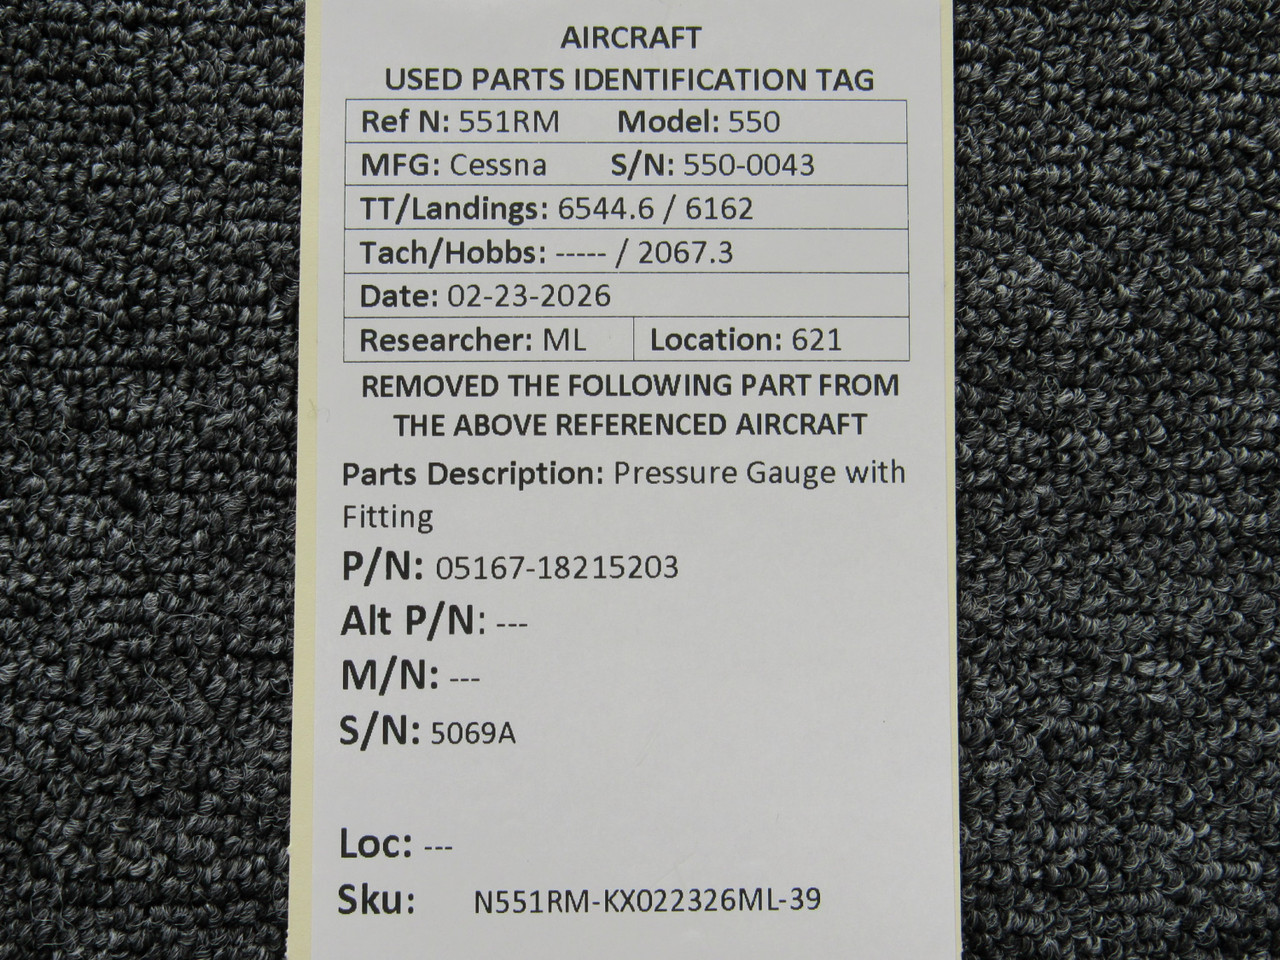 AIRCRAFT
USED PARTS IDENTIFICATION TAG
Ref N: 551RM Model: 550
MFG: Cessna S/N: 550-0043
TT/Landings: 6544.6 / 6162
Tach/Hobbs: ----- / 2067.3
Date: 02-23-2026
Researcher: ML Location: 621
REMOVED THE FOLLOWING PART FROM
THE ABOVE REFERENCED AIRCRAFT
Parts Description: Pressure Gauge with
Fitting
P/N: 05167-18215203
Alt P/N: ---
M/N: ---
S/N: 5069A
Loc: ---
Sku: N551RM-KX022326ML-39